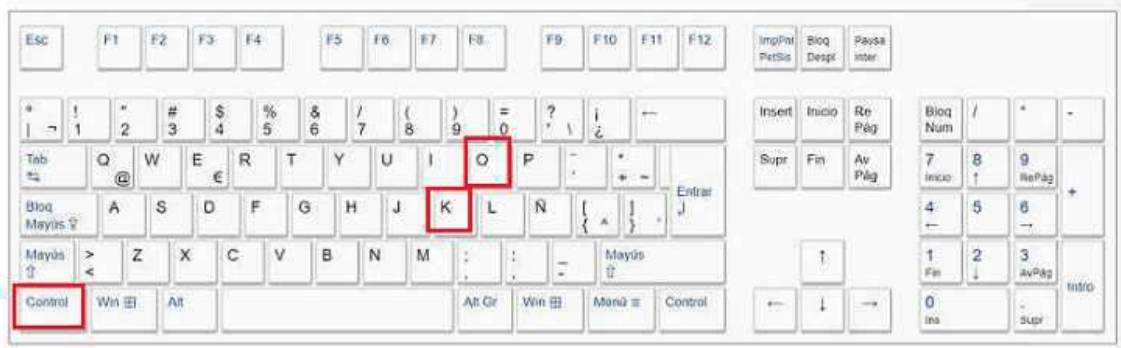 Esc F1 F2 F3 F4 F5 F6 F7 F8 F9 F10 F11 F12 ImpPnt Bloq Pausa
PetSis Despl Inter
° ! " # $ % & / ( ) = ? ¡ ← Insert Inicio Re Bloq / * -
| ¬ 1 2 3 4 5 6 7 8 9 0 ' \ ¿ Pág Num
Tab Q W E R T Y U I O P ¨ * Supr Fin Av 7 8 9 +
@ € ´ + ~ Entrar Pág Inicio ↑ RePág
Bloq A S D F G H J K L Ñ [ ] 4 5 6
Mayús ⇧ { ^ } ← →
Mayús > Z X C V B N M ; : _ Mayús ↑ 1 2 3 Intro
⇧ < , . - ⇧ Fin ↓ AvPág
Control Win Alt Alt Gr Win Menú ≡ Control ← ↓ → 0 .
Ins Supr